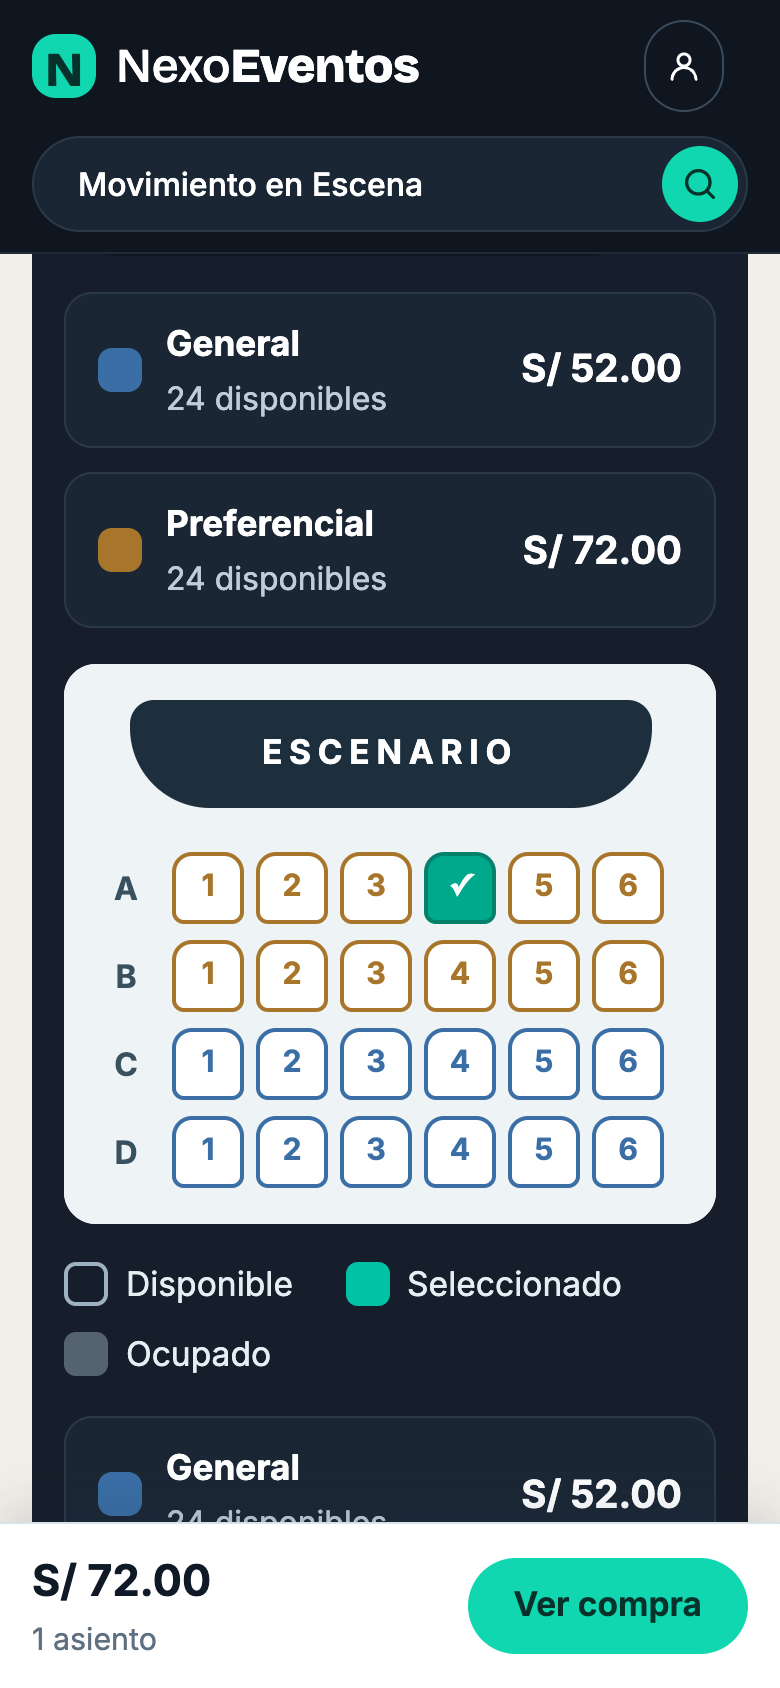 N NexoEventos
Movimiento en Escena
General
24 disponibles
S/ 52.00
Preferencial
24 disponibles
S/ 72.00
ESCENARIO
A 1 2 3 ✓ 5 6
B 1 2 3 4 5 6
C 1 2 3 4 5 6
D 1 2 3 4 5 6
Disponible Seleccionado
Ocupado
General
24 disponibles
S/ 52.00
S/ 72.00
1 asiento
Ver compra